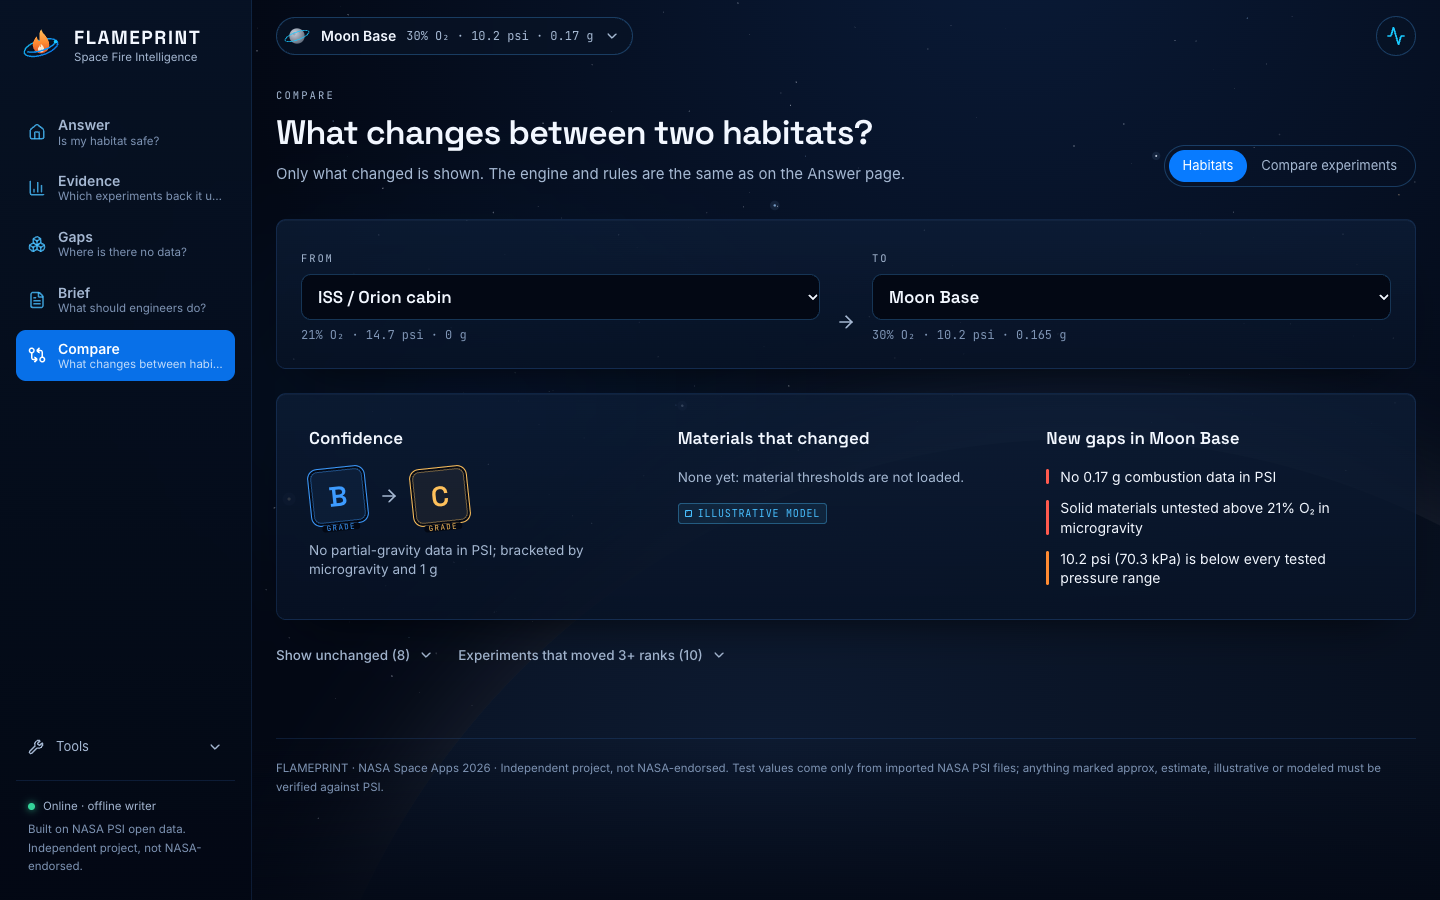 FLAMEPRINT
Space Fire Intelligence
Answer
Is my habitat safe?
Evidence
Which experiments back it u...
Gaps
Where is there no data?
Brief
What should engineers do?
Compare
What changes between habi...
Tools
Online · offline writer
Built on NASA PSI open data.
Independent project, not NASA-
endorsed.
Moon Base 30% O₂ · 10.2 psi · 0.17 g
COMPARE
What changes between two habitats?
Only what changed is shown. The engine and rules are the same as on the Answer page.
Habitats Compare experiments
FROM
ISS / Orion cabin
21% O₂ · 14.7 psi · 0 g
TO
Moon Base
30% O₂ · 10.2 psi · 0.165 g
Confidence
B
GRADE
C
GRADE
No partial-gravity data in PSI; bracketed by
microgravity and 1 g
Materials that changed
None yet: material thresholds are not loaded.
ILLUSTRATIVE MODEL
New gaps in Moon Base
No 0.17 g combustion data in PSI
Solid materials untested above 21% O₂ in
microgravity
10.2 psi (70.3 kPa) is below every tested
pressure range
Show unchanged (8) Experiments that moved 3+ ranks (10)
FLAMEPRINT · NASA Space Apps 2026 · Independent project, not NASA-endorsed. Test values come only from imported NASA PSI files; anything marked approx, estimate, illustrative or modeled must be
verified against PSI.